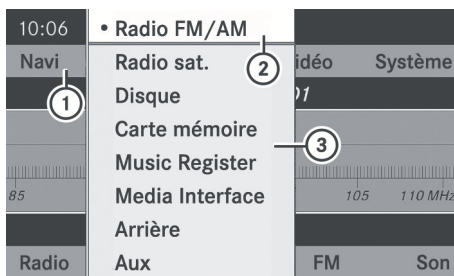 10:06 • Radio FM/AM
Navi Radio sat. 2 idéo Système
1 Disque 01
Carte mémoire 3
Music Register
85 Media Interface 105 110 MHz
Arrière
Radio Aux FM Son